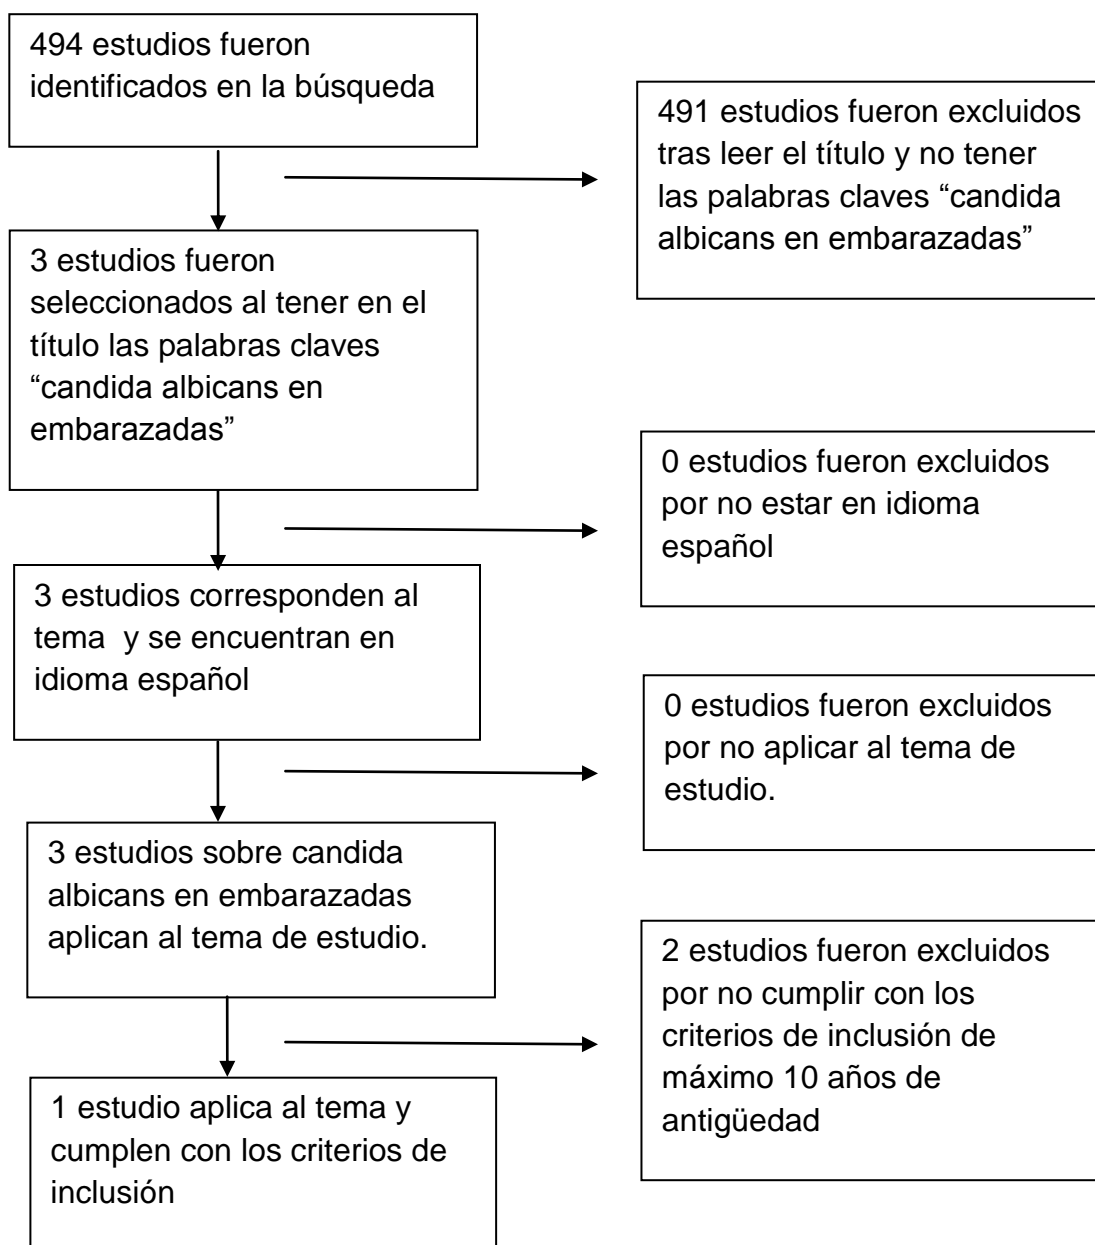 494 estudios fueron
identificados en la búsqueda
491 estudios fueron excluidos
tras leer el título y no tener
las palabras claves “candida
albicans en embarazadas”
3 estudios fueron
seleccionados al tener en el
título las palabras claves
“candida albicans en
embarazadas”
0 estudios fueron excluidos
por no estar en idioma
español
3 estudios corresponden al
tema y se encuentran en
idioma español
0 estudios fueron excluidos
por no aplicar al tema de
estudio.
3 estudios sobre candida
albicans en embarazadas
aplican al tema de estudio.
2 estudios fueron excluidos
por no cumplir con los
criterios de inclusión de
máximo 10 años de
antigüedad
1 estudio aplica al tema y
cumplen con los criterios de
inclusión